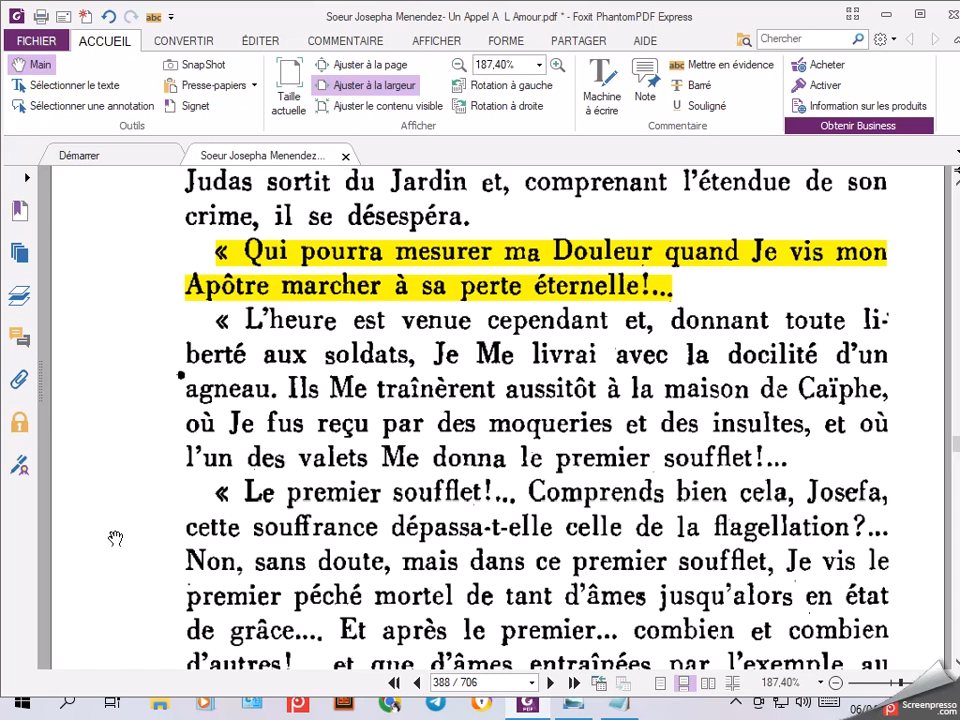 Soeur Josepha Menendez- Un Appel A L Amour.pdf * - Foxit PhantomPDF Express
FICHIER ACCUEIL CONVERTIR ÉDITER COMMENTAIRE AFFICHER FORME PARTAGER AIDE Chercher
Main SnapShot Ajuster à la page 187,40% abc Mettre en évidence Acheter
Sélectionner le texte Presse-papiers Ajuster à la largeur Rotation à gauche Barré Activer
Sélectionner une annotation Signet Taille actuelle Ajuster le contenu visible Rotation à droite Machine à écrire Note Souligné Information sur les produits
Outils Afficher Commentaire Obtenir Business
Démarrer Soeur Josepha Menendez...
Judas sortit du Jardin et, comprenant l'étendue de son
crime, il se désespéra.
« Qui pourra mesurer ma Douleur quand Je vis mon
Apôtre marcher à sa perte éternelle!...
« L'heure est venue cependant et, donnant toute li-
berté aux soldats, Je Me livrai avec la docilité d'un
agneau. Ils Me traînèrent aussitôt à la maison de Caïphe,
où Je fus reçu par des moqueries et des insultes, et où
l'un des valets Me donna le premier soufflet!...
« Le premier soufflet!... Comprends bien cela, Josefa,
cette souffrance dépassa-t-elle celle de la flagellation?...
Non, sans doute, mais dans ce premier soufflet, Je vis le
premier péché mortel de tant d'âmes jusqu'alors en état
de grâce.... Et après le premier... combien et combien
d'autres! et que d'âmes entraînées par l'exemple au
388 / 706 187,40%
Screenpresso
.com